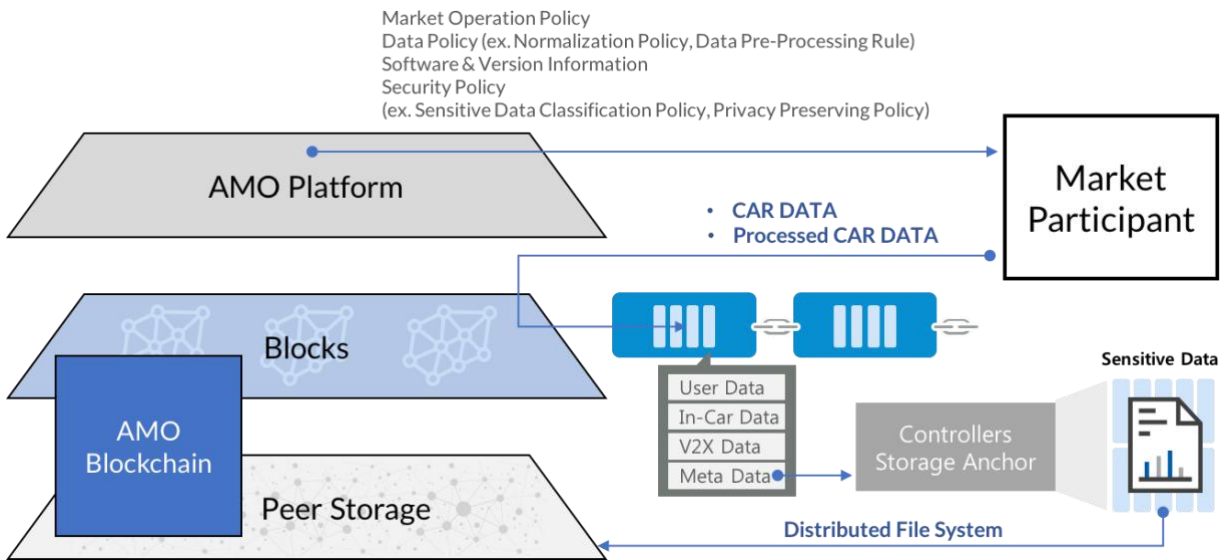 Market Operation Policy
Data Policy (ex. Normalization Policy, Data Pre-Processing Rule)
Software & Version Information
Security Policy
(ex. Sensitive Data Classification Policy, Privacy Preserving Policy)
AMO Platform
Market
Participant
• CAR DATA
• Processed CAR DATA
Blocks
Sensitive Data
User Data
In-Car Data
V2X Data
Meta Data
Controllers
Storage Anchor
AMO
Blockchain
Peer Storage
Distributed File System